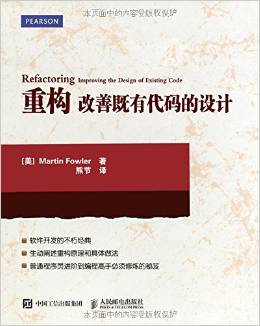 本页面中的内容受版权保护
PEARSON
Refactoring Improving the Design of Existing Code
重构 改善既有代码的设计
[美] Martin Fowler 著
熊节 译
软件开发的不朽经典
生动阐述重构原理和具体做法
普通程序员进阶到编程高手必须修炼的秘笈
中国工信出版集团 人民邮电出版社
POSTS & TELECOM PRESS
本页面中的内容受版权保护